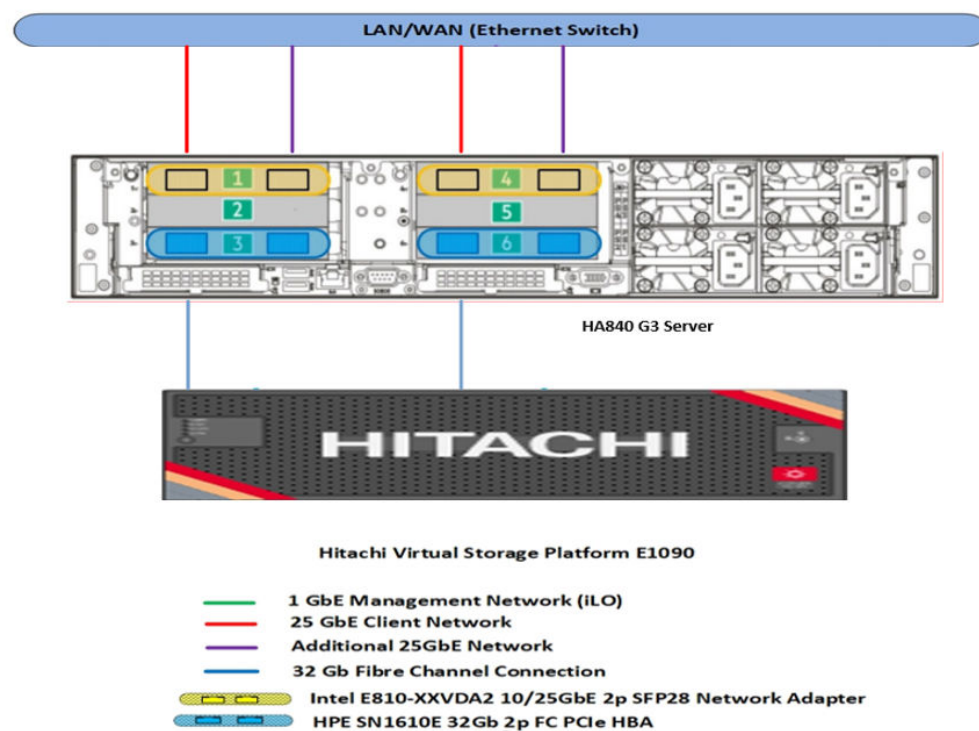 LAN/WAN (Ethernet Switch)
1
4
2
5
3
6
HA840 G3 Server
HITACHI
Hitachi Virtual Storage Platform E1090
1 GbE Management Network (iLO)
25 GbE Client Network
Additional 25GbE Network
32 Gb Fibre Channel Connection
Intel E810-XXVDA2 10/25GbE 2p SFP28 Network Adapter
HPE SN1610E 32Gb 2p FC PCIe HBA